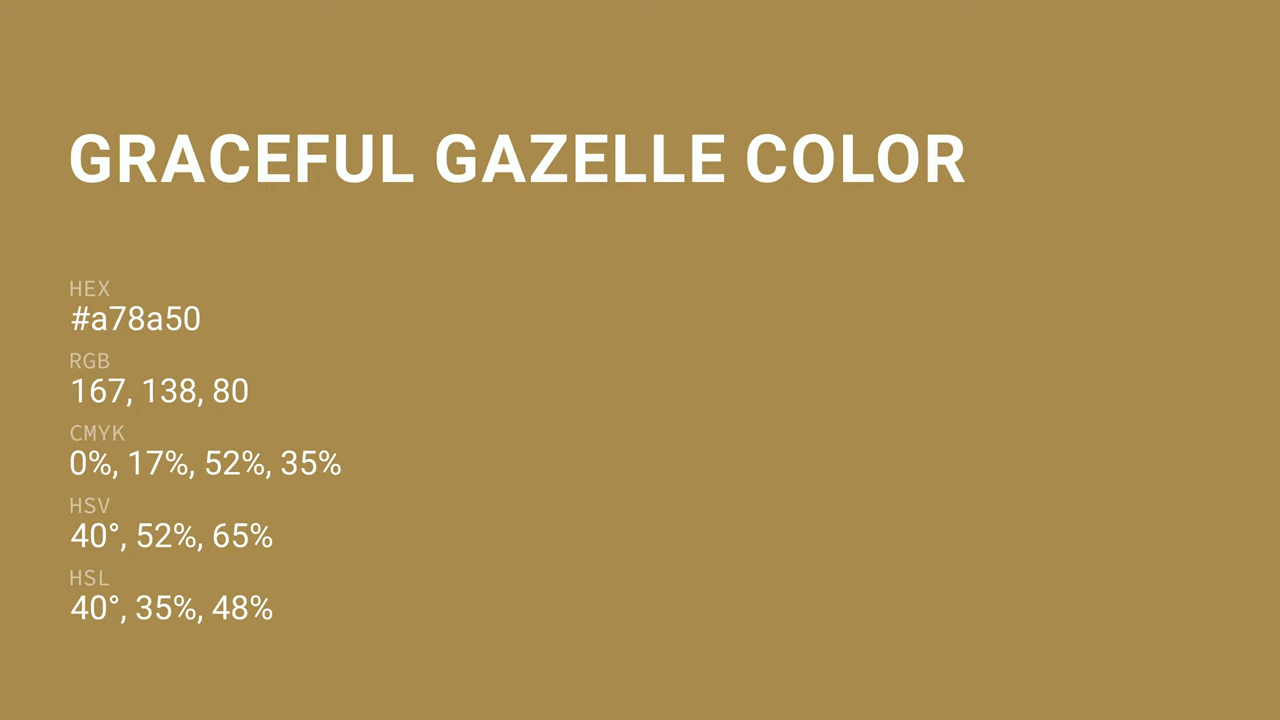 GRACEFUL GAZELLE COLOR
HEX
#a78a50
RGB
167, 138, 80
CMYK
0%, 17%, 52%, 35%
HSV
40°, 52%, 65%
HSL
40°, 35%, 48%